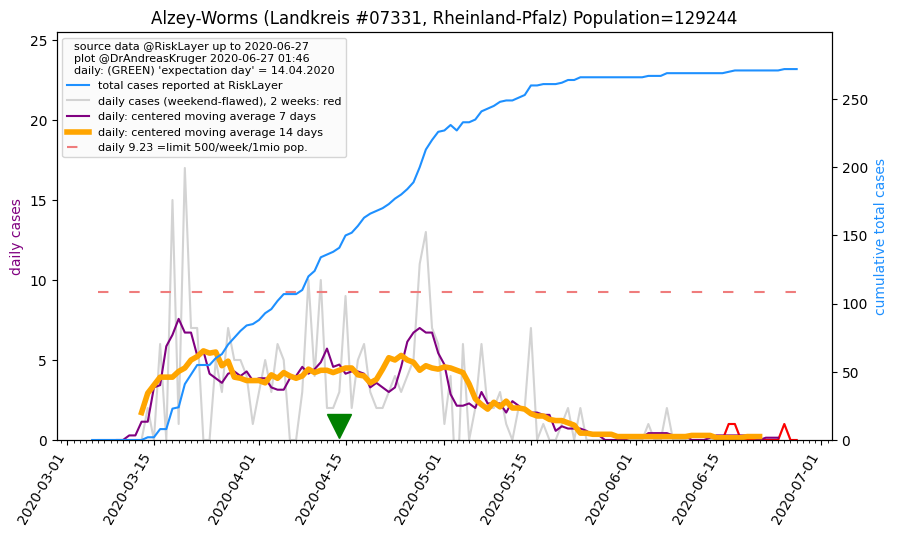 Alzey-Worms (Landkreis #07331, Rheinland-Pfalz) Population=129244
source data @RiskLayer up to 2020-06-27
plot @DrAndreasKruger 2020-06-27 01:46
daily: (GREEN) 'expectation day' = 14.04.2020
total cases reported at RiskLayer
daily cases (weekend-flawed), 2 weeks: red
daily: centered moving average 7 days
daily: centered moving average 14 days
daily 9.23 =limit 500/week/1mio pop.
daily cases
25
20
15
10
5
0
cumulative total cases
250
200
150
100
50
0
2020-03-01
2020-03-15
2020-04-01
2020-04-15
2020-05-01
2020-05-15
2020-06-01
2020-06-15
2020-07-01